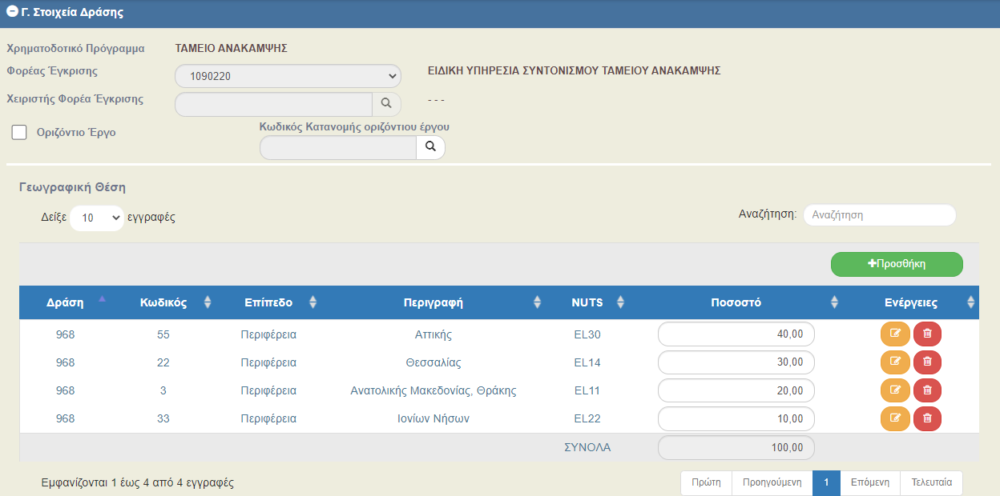 Γ. Στοιχεία Δράσης
Χρηματοδοτικό Πρόγραμμα ΤΑΜΕΙΟ ΑΝΑΚΑΜΨΗΣ
Φορέας Έγκρισης 1090220 ΕΙΔΙΚΗ ΥΠΗΡΕΣΙΑ ΣΥΝΤΟΝΙΣΜΟΥ ΤΑΜΕΙΟΥ ΑΝΑΚΑΜΨΗΣ
Χειριστής Φορέα Έγκρισης - - -
Οριζόντιο Έργο Κωδικός Κατανομής οριζόντιου έργου
Γεωγραφική Θέση
Δείξε 10 εγγραφές Αναζήτηση: Αναζήτηση
Προσθήκη
Δράση Κωδικός Επίπεδο Περιγραφή NUTS Ποσοστό Ενέργειες
968 55 Περιφέρεια Αττικής EL30 40,00
968 22 Περιφέρεια Θεσσαλίας EL14 30,00
968 3 Περιφέρεια Ανατολικής Μακεδονίας, Θράκης EL11 20,00
968 33 Περιφέρεια Ιονίων Νήσων EL22 10,00
ΣΥΝΟΛΑ 100,00
Εμφανίζονται 1 έως 4 από 4 εγγραφές Πρώτη Προηγούμενη 1 Επόμενη Τελευταία